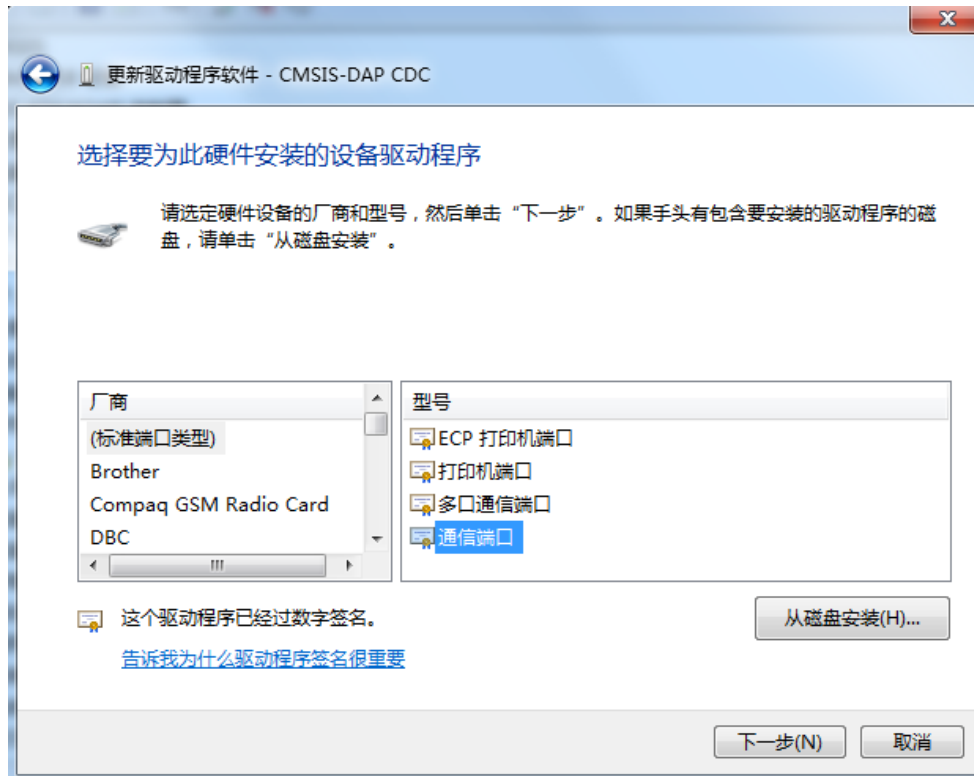 更新驱动程序软件 - CMSIS-DAP CDC
选择要为此硬件安装的设备驱动程序
请选定硬件设备的厂商和型号，然后单击“下一步”。如果手头有包含要安装的驱动程序的磁
盘，请单击“从磁盘安装”。
厂商
(标准端口类型)
Brother
Compaq GSM Radio Card
DBC
型号
ECP 打印机端口
打印机端口
多口通信端口
通信端口
这个驱动程序已经过数字签名。
告诉我为什么驱动程序签名很重要
从磁盘安装(H)...
下一步(N)
取消